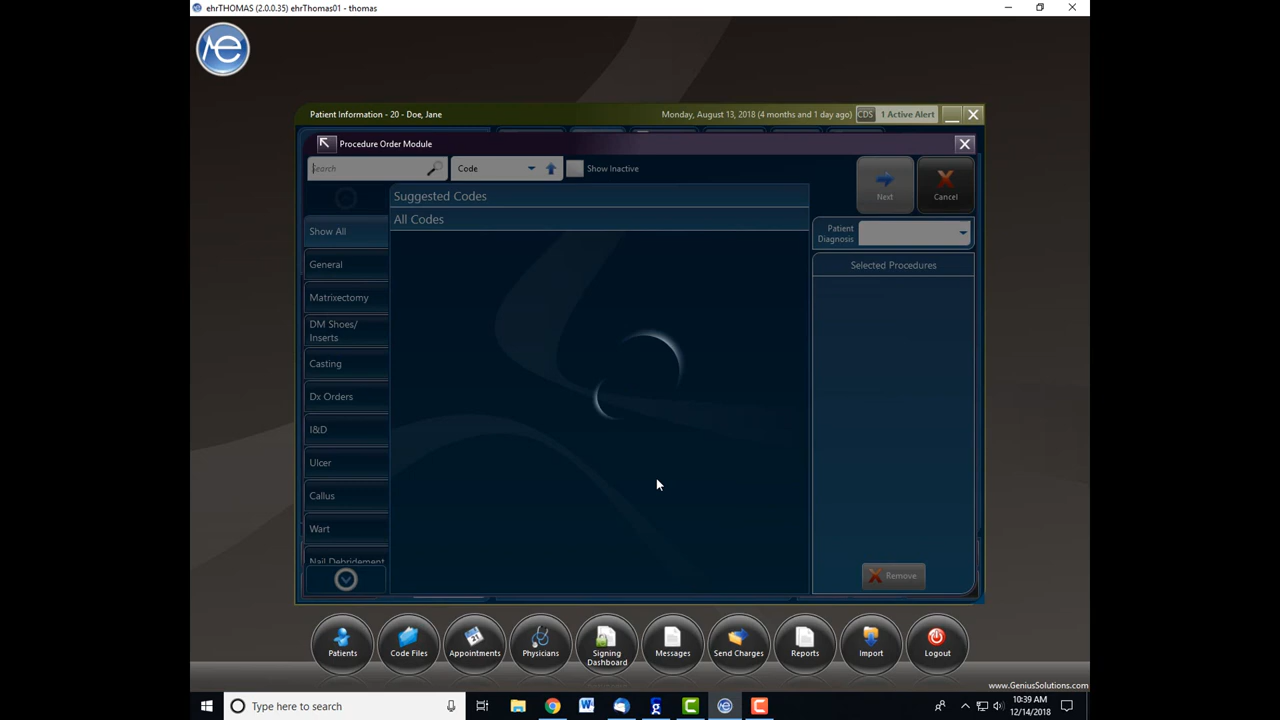 ehrTHOMAS (2.0.0.35) ehrThomas01 - thomas
Patient Information - 20 - Doe, Jane
Monday, August 13, 2018 (4 months and 1 day ago)
CDS
1 Active Alert
Procedure Order Module
Search
Code
Show Inactive
Next
Cancel
Suggested Codes
All Codes
Patient
Diagnosis
Selected Procedures
Show All
General
Matrixectomy
DM Shoes/
Inserts
Casting
Dx Orders
I&D
Ulcer
Callus
Wart
Nail Debridement
Remove
Patients
Code Files
Appointments
Physicians
Signing
Dashboard
Messages
Send Charges
Reports
Import
Logout
www.GeniusSolutions.com
Type here to search
10:39 AM
12/14/2018